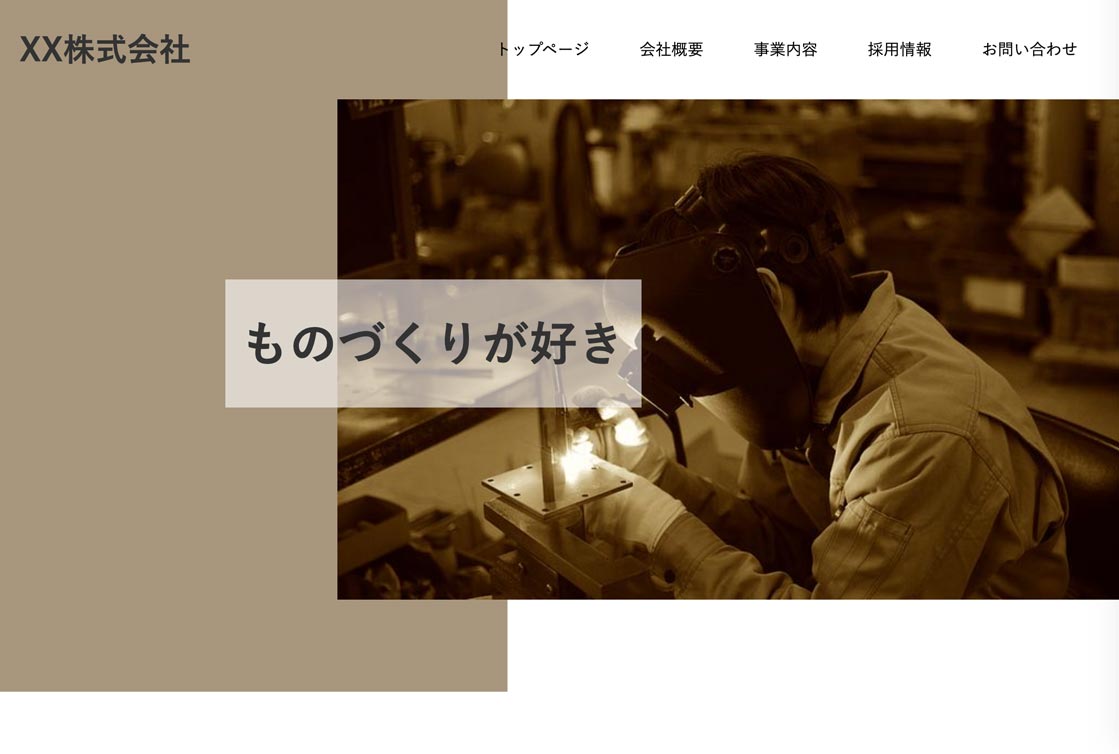 XX株式会社
トップページ
会社概要
事業内容
採用情報
お問い合わせ
ものづくりが好き